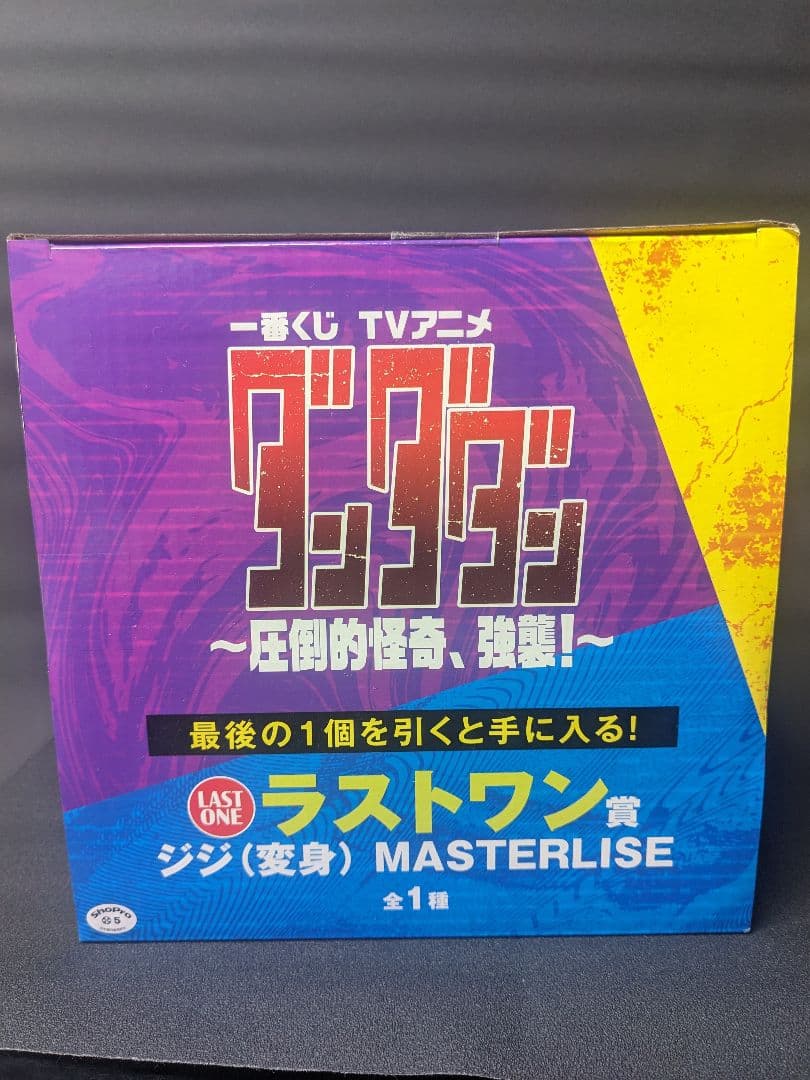 一番くじ TVアニメ
ダンダダン
〜圧倒的怪奇、強襲!〜
最後の1個を引くと手に入る!
LAST
ONE
ラストワン賞
ジジ(変身) MASTERLISE
全1種
ShoPro
5